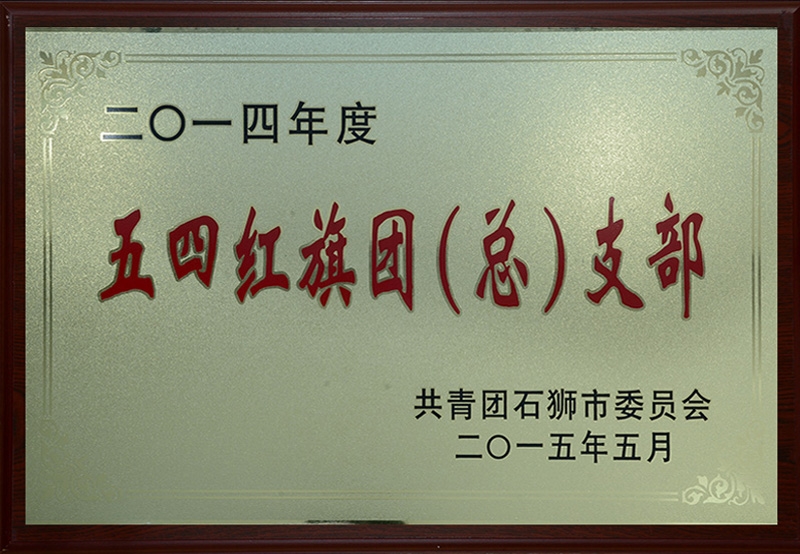 二〇一四年度
五四红旗团(总)支部
共青团石狮市委员会
二〇一五年五月